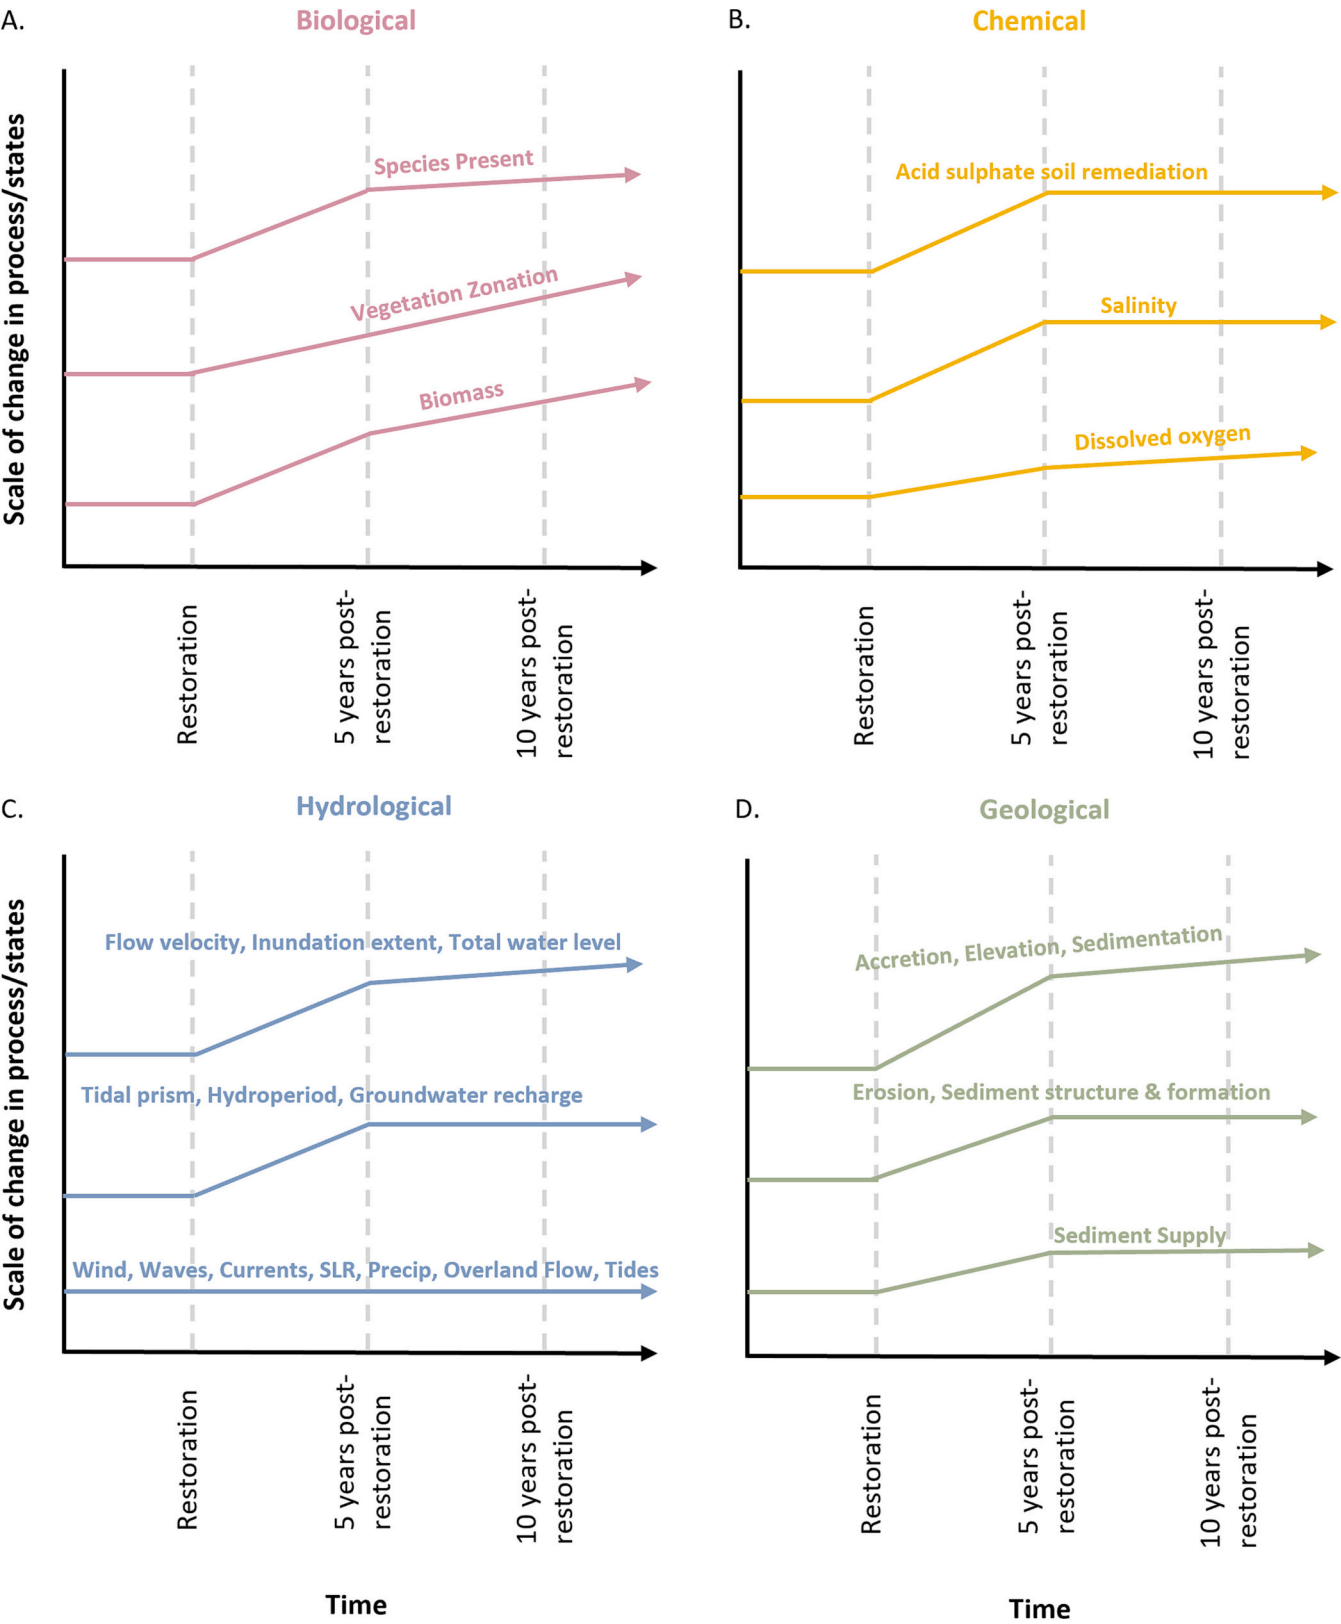 A.
Biological
Scale of change in process/states
Species Present
Vegetation Zonation
Biomass
Restoration
5 years post-
restoration
10 years post-
restoration
B.
Chemical
Acid sulphate soil remediation
Salinity
Dissolved oxygen
Restoration
5 years post-
restoration
10 years post-
restoration
C.
Hydrological
Scale of change in process/states
Flow velocity, Inundation extent, Total water level
Tidal prism, Hydroperiod, Groundwater recharge
Wind, Waves, Currents, SLR, Precip, Overland Flow, Tides
Restoration
5 years post-
restoration
10 years post-
restoration
Time
D.
Geological
Accretion, Elevation, Sedimentation
Erosion, Sediment structure & formation
Sediment Supply
Restoration
5 years post-
restoration
10 years post-
restoration
Time